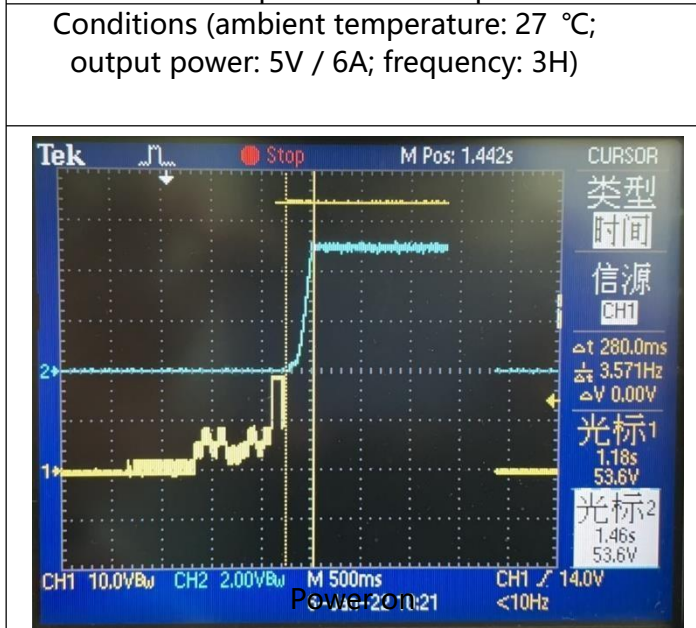 Conditions (ambient temperature: 27 ℃;
output power: 5V / 6A; frequency: 3H)
Tek Stop M Pos: 1.442s CURSOR
类型
时间
信源
CH1
△t 280.0ms
1/△t 3.571Hz
△V 0.00V
2
光标1
1.18s
53.6V
1
光标2
1.46s
53.6V
CH1 10.0VBW CH2 2.00VBW M 500ms CH1 14.0V
Power on
<10Hz